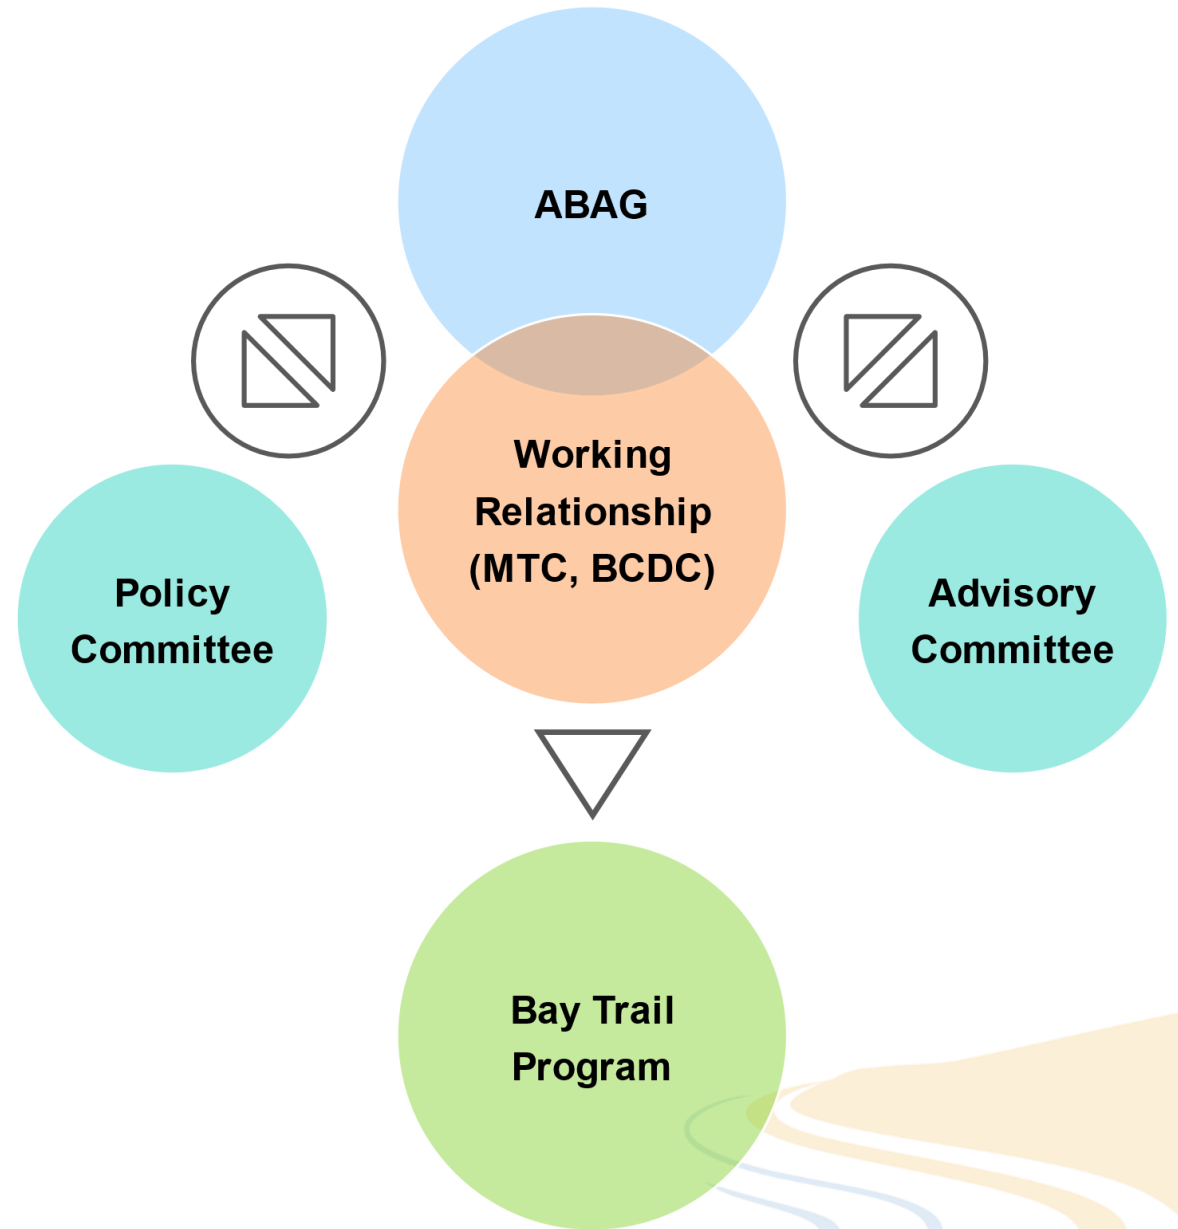 ABAG
Working
Relationship
(MTC, BCDC)
Policy
Committee
Advisory
Committee
Bay Trail
Program